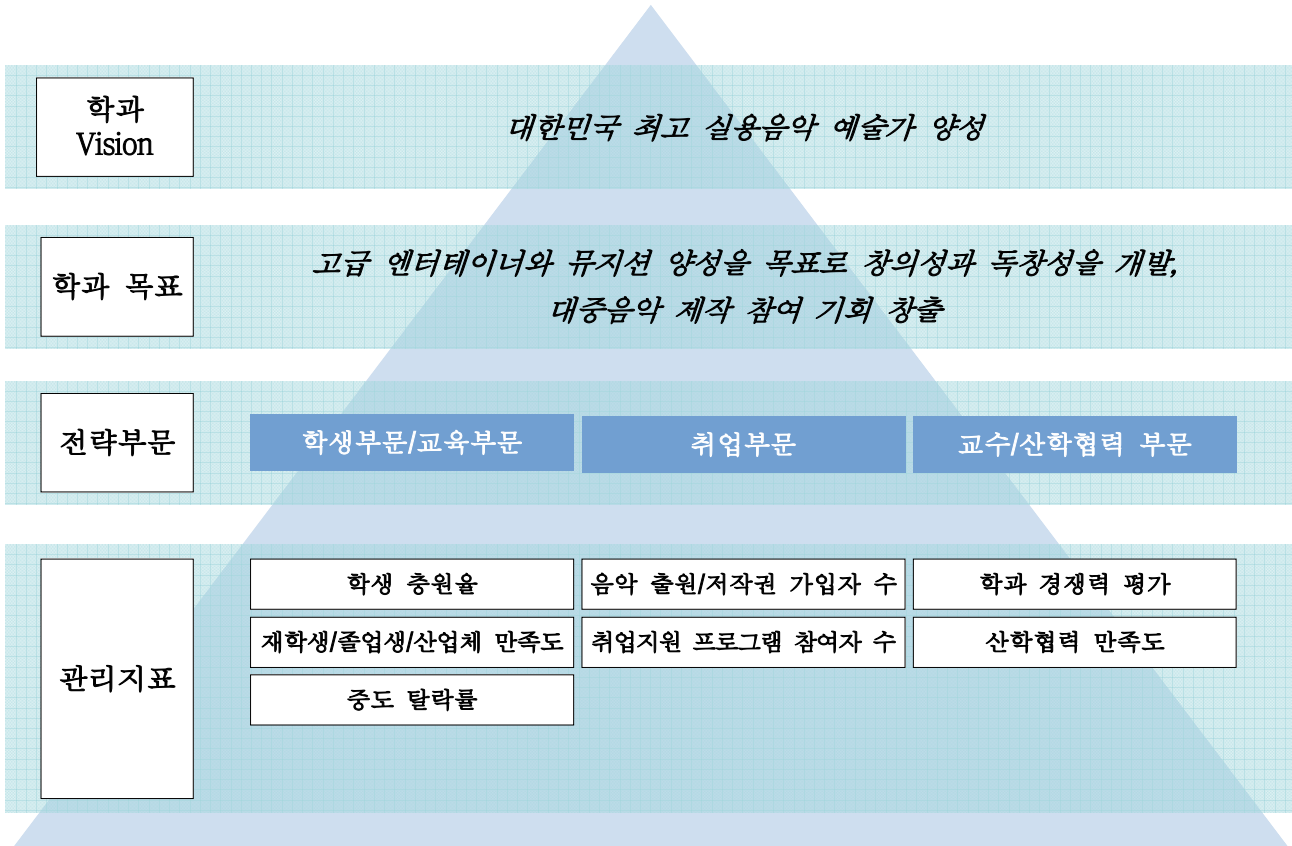 학과
Vision
대한민국 최고 실용음악 예술가 양성
학과 목표
고급 엔터테이너와 뮤지션 양성을 목표로 창의성과 독창성을 개발,
대중음악 제작 참여 기회 창출
전략부문
학생부문/교육부문
취업부문
교수/산학협력 부문
관리지표
학생 충원율
음악 출원/저작권 가입자 수
학과 경쟁력 평가
재학생/졸업생/산업체 만족도
취업지원 프로그램 참여자 수
산학협력 만족도
중도 탈락률